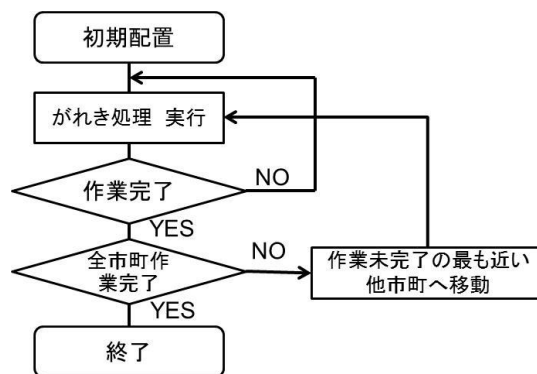 初期配置
がれき処理 実行
作業完了
NO
YES
全市町作
業完了
NO
作業未完了の最も近い
他市町へ移動
YES
終了